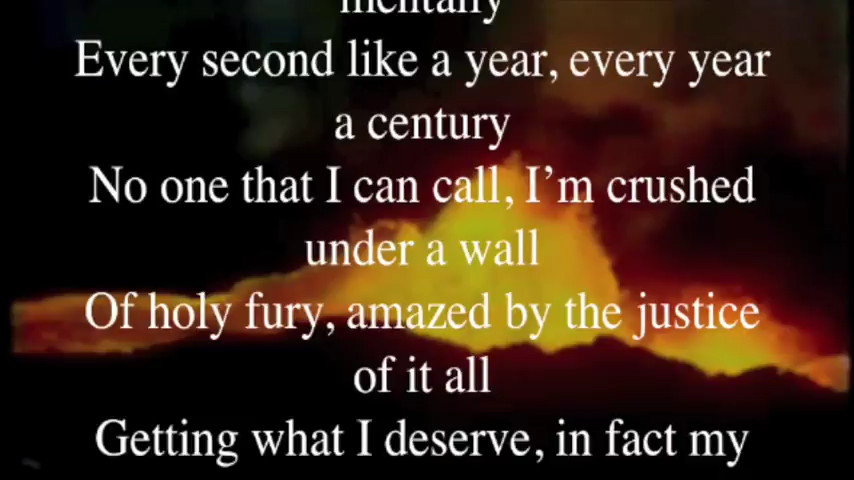 mentally
Every second like a year, every year
a century
No one that I can call, I'm crushed
under a wall
Of holy fury, amazed by the justice
of it all
Getting what I deserve, in fact my